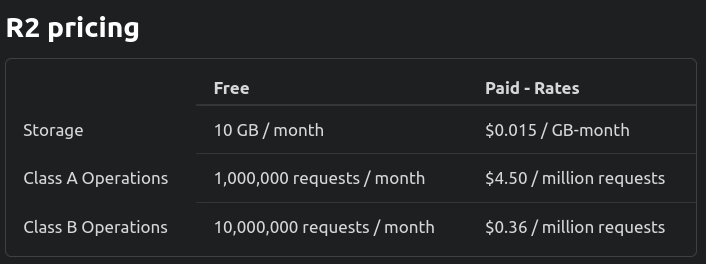 R2 pricing
Free Paid - Rates
Storage 10 GB / month $0.015 / GB-month
Class A Operations 1,000,000 requests / month $4.50 / million requests
Class B Operations 10,000,000 requests / month $0.36 / million requests